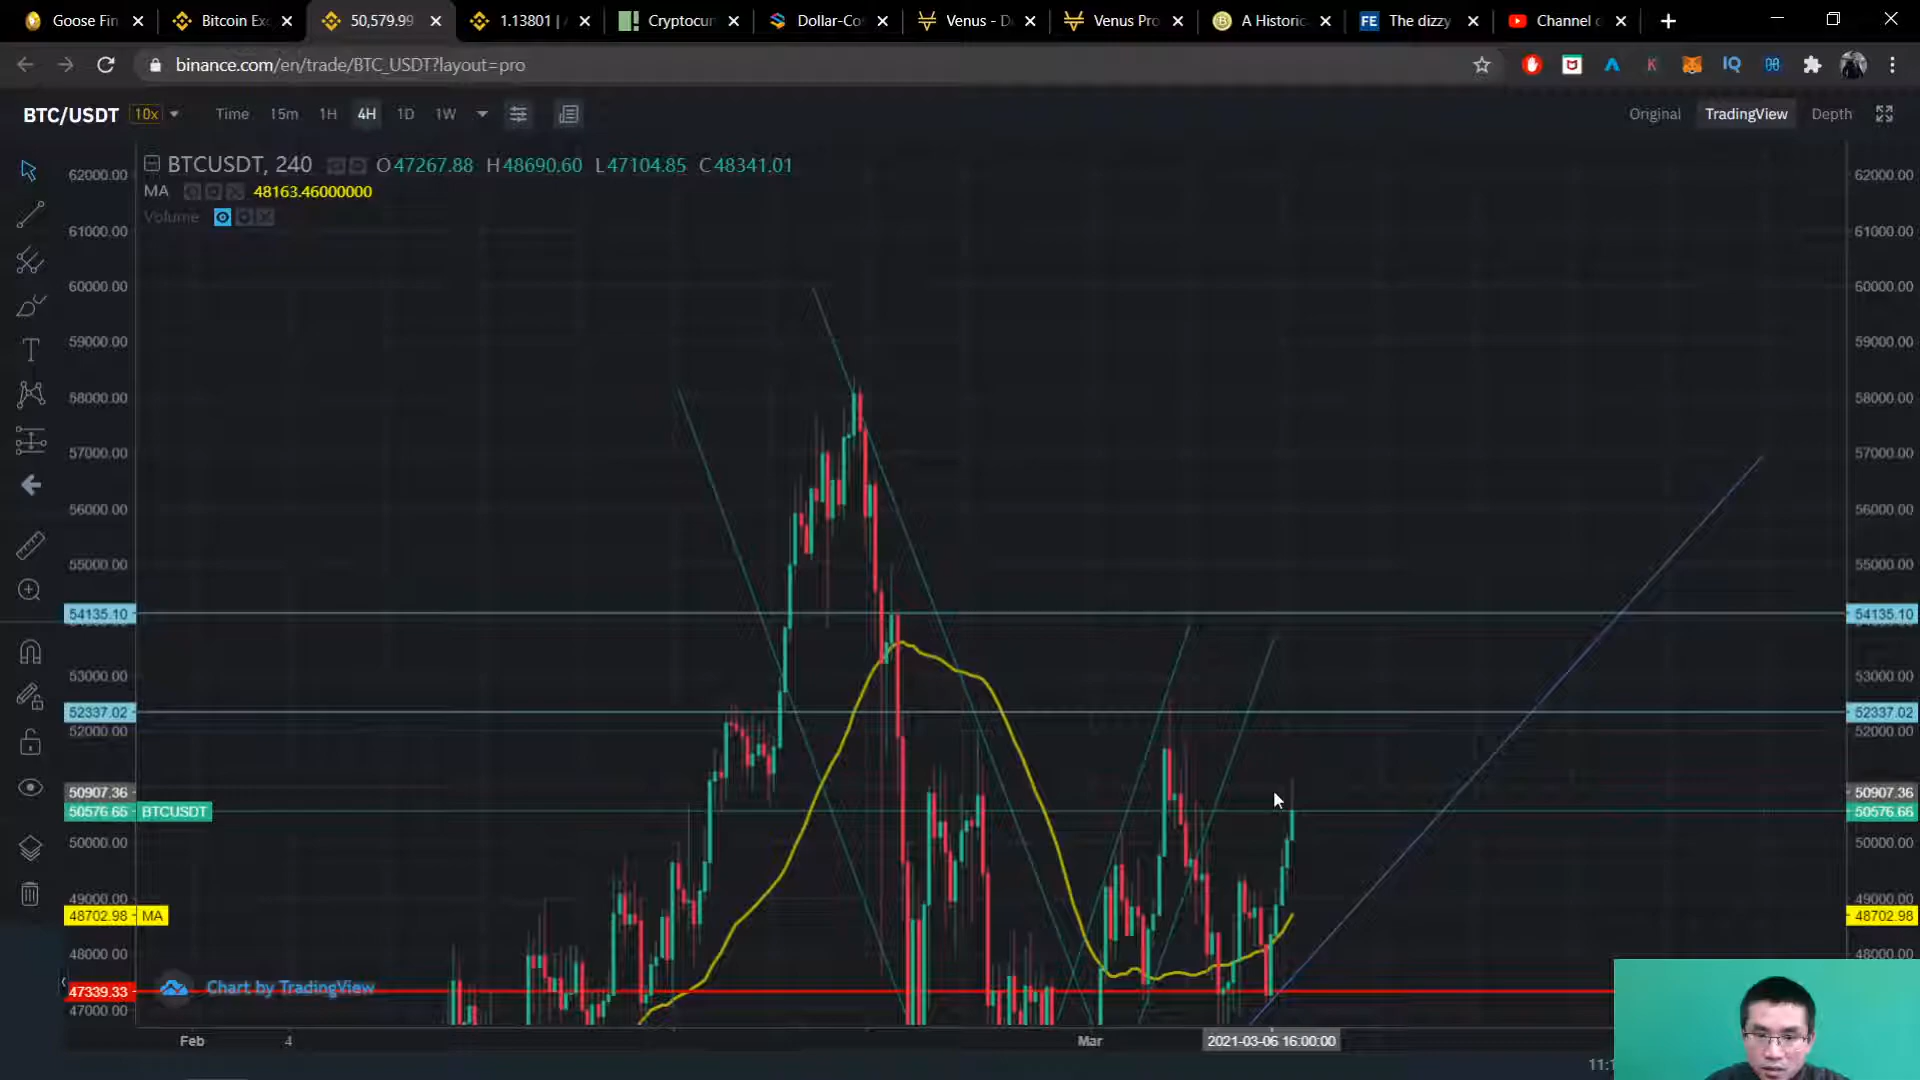 Goose Fin
Bitcoin Exc
50,579.99
1.13801 | /
Cryptocur
Dollar-Co
Venus - D
Venus Pro
A Historic
The dizzy
Channel c
binance.com/en/trade/BTC_USDT?layout=pro
BTC/USDT 10x Time 15m 1H 4H 1D 1W Original TradingView Depth
BTCUSDT, 240 O47267.88 H48690.60 L47104.85 C48341.01
MA 48163.46000000
Volume
62000.00 62000.00
61000.00 61000.00
60000.00 60000.00
59000.00 59000.00
58000.00 58000.00
57000.00 57000.00
56000.00 56000.00
55000.00 55000.00
54135.10 54135.10
53000.00 53000.00
52337.02 52337.02
52000.00 52000.00
50907.36 50907.36
50576.65 BTCUSDT 50576.66
50000.00 50000.00
49000.00 49000.00
48702.98 MA 48702.98
48000.00 48000.00
47339.33
Chart by TradingView
47000.00
Feb 4 Mar 2021-03-06 16:00:00